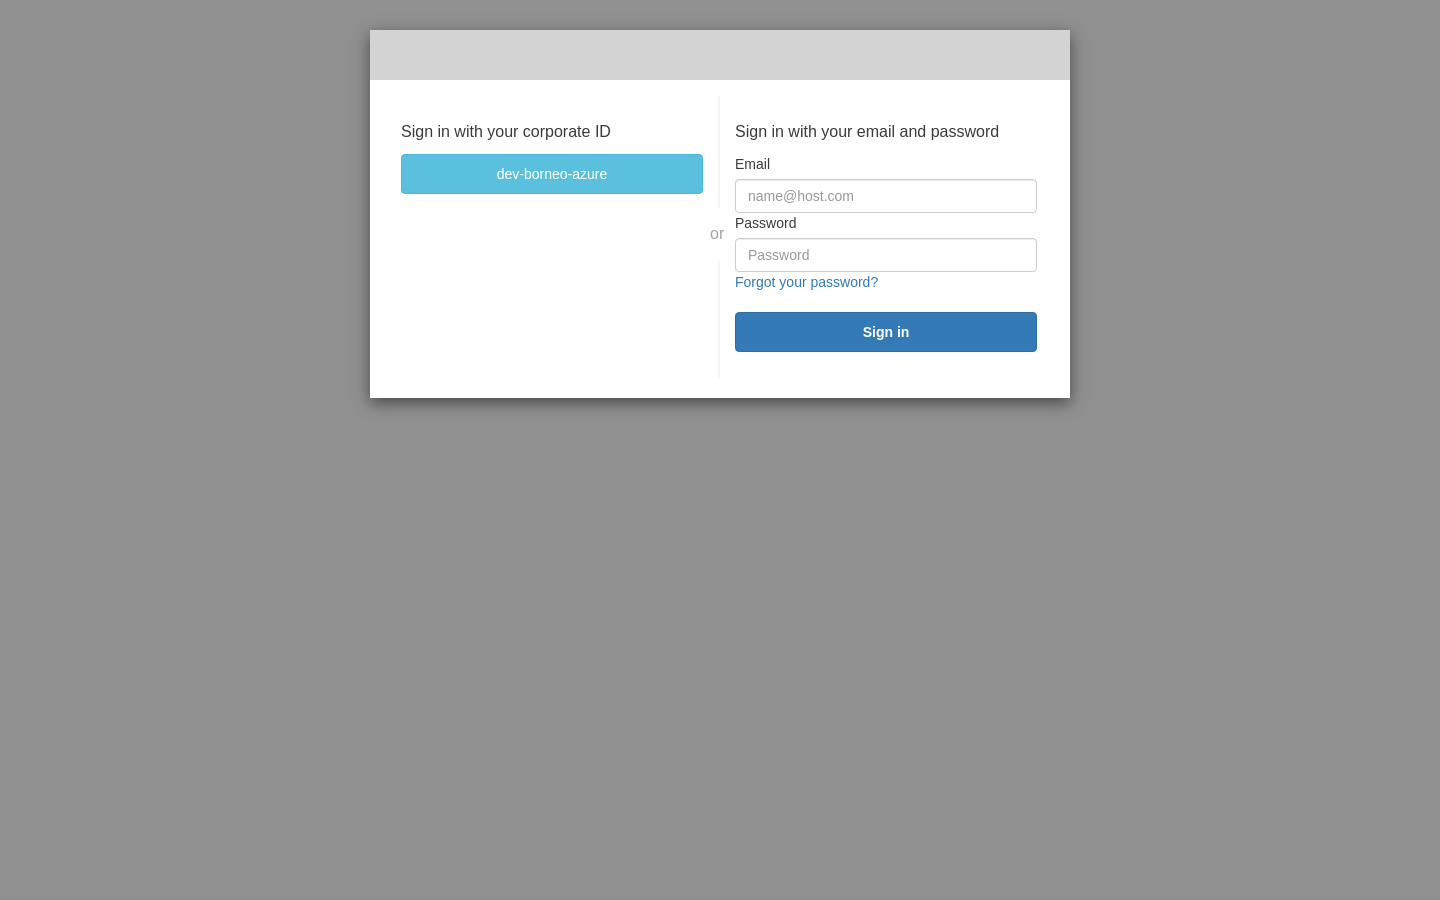 Sign in with your corporate ID
dev-borneo-azure
or
Sign in with your email and password
Email
name@host.com
Password
Password
Forgot your password?
Sign in